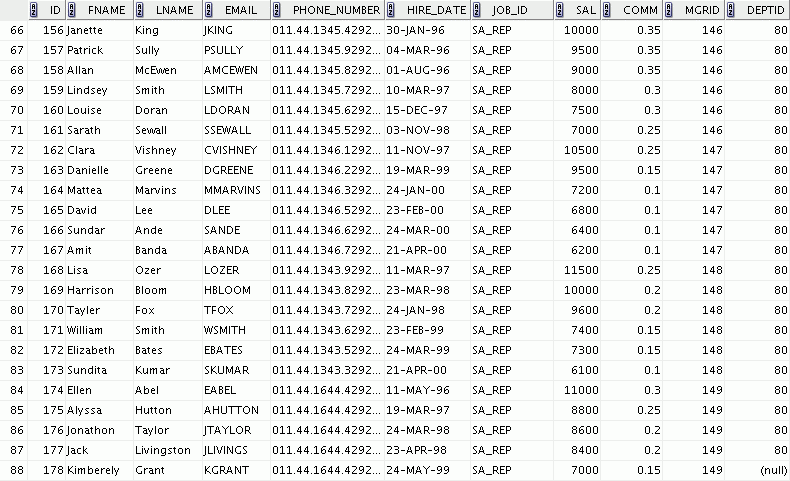 ID FNAME LNAME EMAIL PHONE_NUMBER HIRE_DATE JOB_ID SAL COMM MGRID DEPTID
66 156 Janette King JKING 011.44.1345.4292... 30-JAN-96 SA_REP 10000 0.35 146 80
67 157 Patrick Sully PSULLY 011.44.1345.9292... 04-MAR-96 SA_REP 9500 0.35 146 80
68 158 Allan McEwen AMCEWEN 011.44.1345.8292... 01-AUG-96 SA_REP 9000 0.35 146 80
69 159 Lindsey Smith LSMITH 011.44.1345.7292... 10-MAR-97 SA_REP 8000 0.3 146 80
70 160 Louise Doran LDORAN 011.44.1345.6292... 15-DEC-97 SA_REP 7500 0.3 146 80
71 161 Sarath Sewall SSEWALL 011.44.1345.5292... 03-NOV-98 SA_REP 7000 0.25 146 80
72 162 Clara Vishney CVISHNEY 011.44.1346.1292... 11-NOV-97 SA_REP 10500 0.25 147 80
73 163 Danielle Greene DGREENE 011.44.1346.2292... 19-MAR-99 SA_REP 9500 0.15 147 80
74 164 Mattea Marvins MMARVINS 011.44.1346.3292... 24-JAN-00 SA_REP 7200 0.1 147 80
75 165 David Lee DLEE 011.44.1346.5292... 23-FEB-00 SA_REP 6800 0.1 147 80
76 166 Sundar Ande SANDE 011.44.1346.6292... 24-MAR-00 SA_REP 6400 0.1 147 80
77 167 Amit Banda ABANDA 011.44.1346.7292... 21-APR-00 SA_REP 6200 0.1 147 80
78 168 Lisa Ozer LOZER 011.44.1343.9292... 11-MAR-97 SA_REP 11500 0.25 148 80
79 169 Harrison Bloom HBLOOM 011.44.1343.8292... 23-MAR-98 SA_REP 10000 0.2 148 80
80 170 Tayler Fox TFOX 011.44.1343.7292... 24-JAN-98 SA_REP 9600 0.2 148 80
81 171 William Smith WSMITH 011.44.1343.6292... 23-FEB-99 SA_REP 7400 0.15 148 80
82 172 Elizabeth Bates EBATES 011.44.1343.5292... 24-MAR-99 SA_REP 7300 0.15 148 80
83 173 Sundita Kumar SKUMAR 011.44.1343.3292... 21-APR-00 SA_REP 6100 0.1 148 80
84 174 Ellen Abel EABEL 011.44.1644.4292... 11-MAY-96 SA_REP 11000 0.3 149 80
85 175 Alyssa Hutton AHUTTON 011.44.1644.4292... 19-MAR-97 SA_REP 8800 0.25 149 80
86 176 Jonathon Taylor JTAYLOR 011.44.1644.4292... 24-MAR-98 SA_REP 8600 0.2 149 80
87 177 Jack Livingston JLIVINGS 011.44.1644.4292... 23-APR-98 SA_REP 8400 0.2 149 80
88 178 Kimberely Grant KGRANT 011.44.1644.4292... 24-MAY-99 SA_REP 7000 0.15 149 (null)